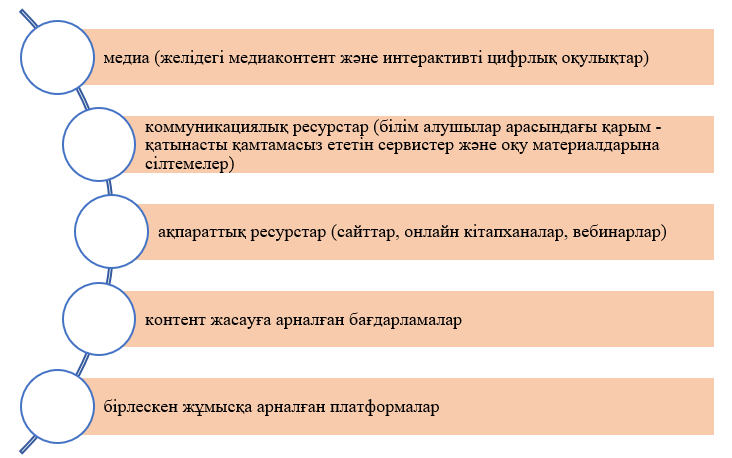 медиа (желідегі медиаконтент және интерактивті цифрлық оқулықтар)
коммуникациялық ресурстар (білім алушылар арасындағы қарым -
қатынасты қамтамасыз ететін сервистер және оқу материалдарына
сілтемелер)
ақпараттық ресурстар (сайттар, онлайн кітапханалар, вебинарлар)
контент жасауға арналған бағдарламалар
бірлескен жұмысқа арналған платформалар